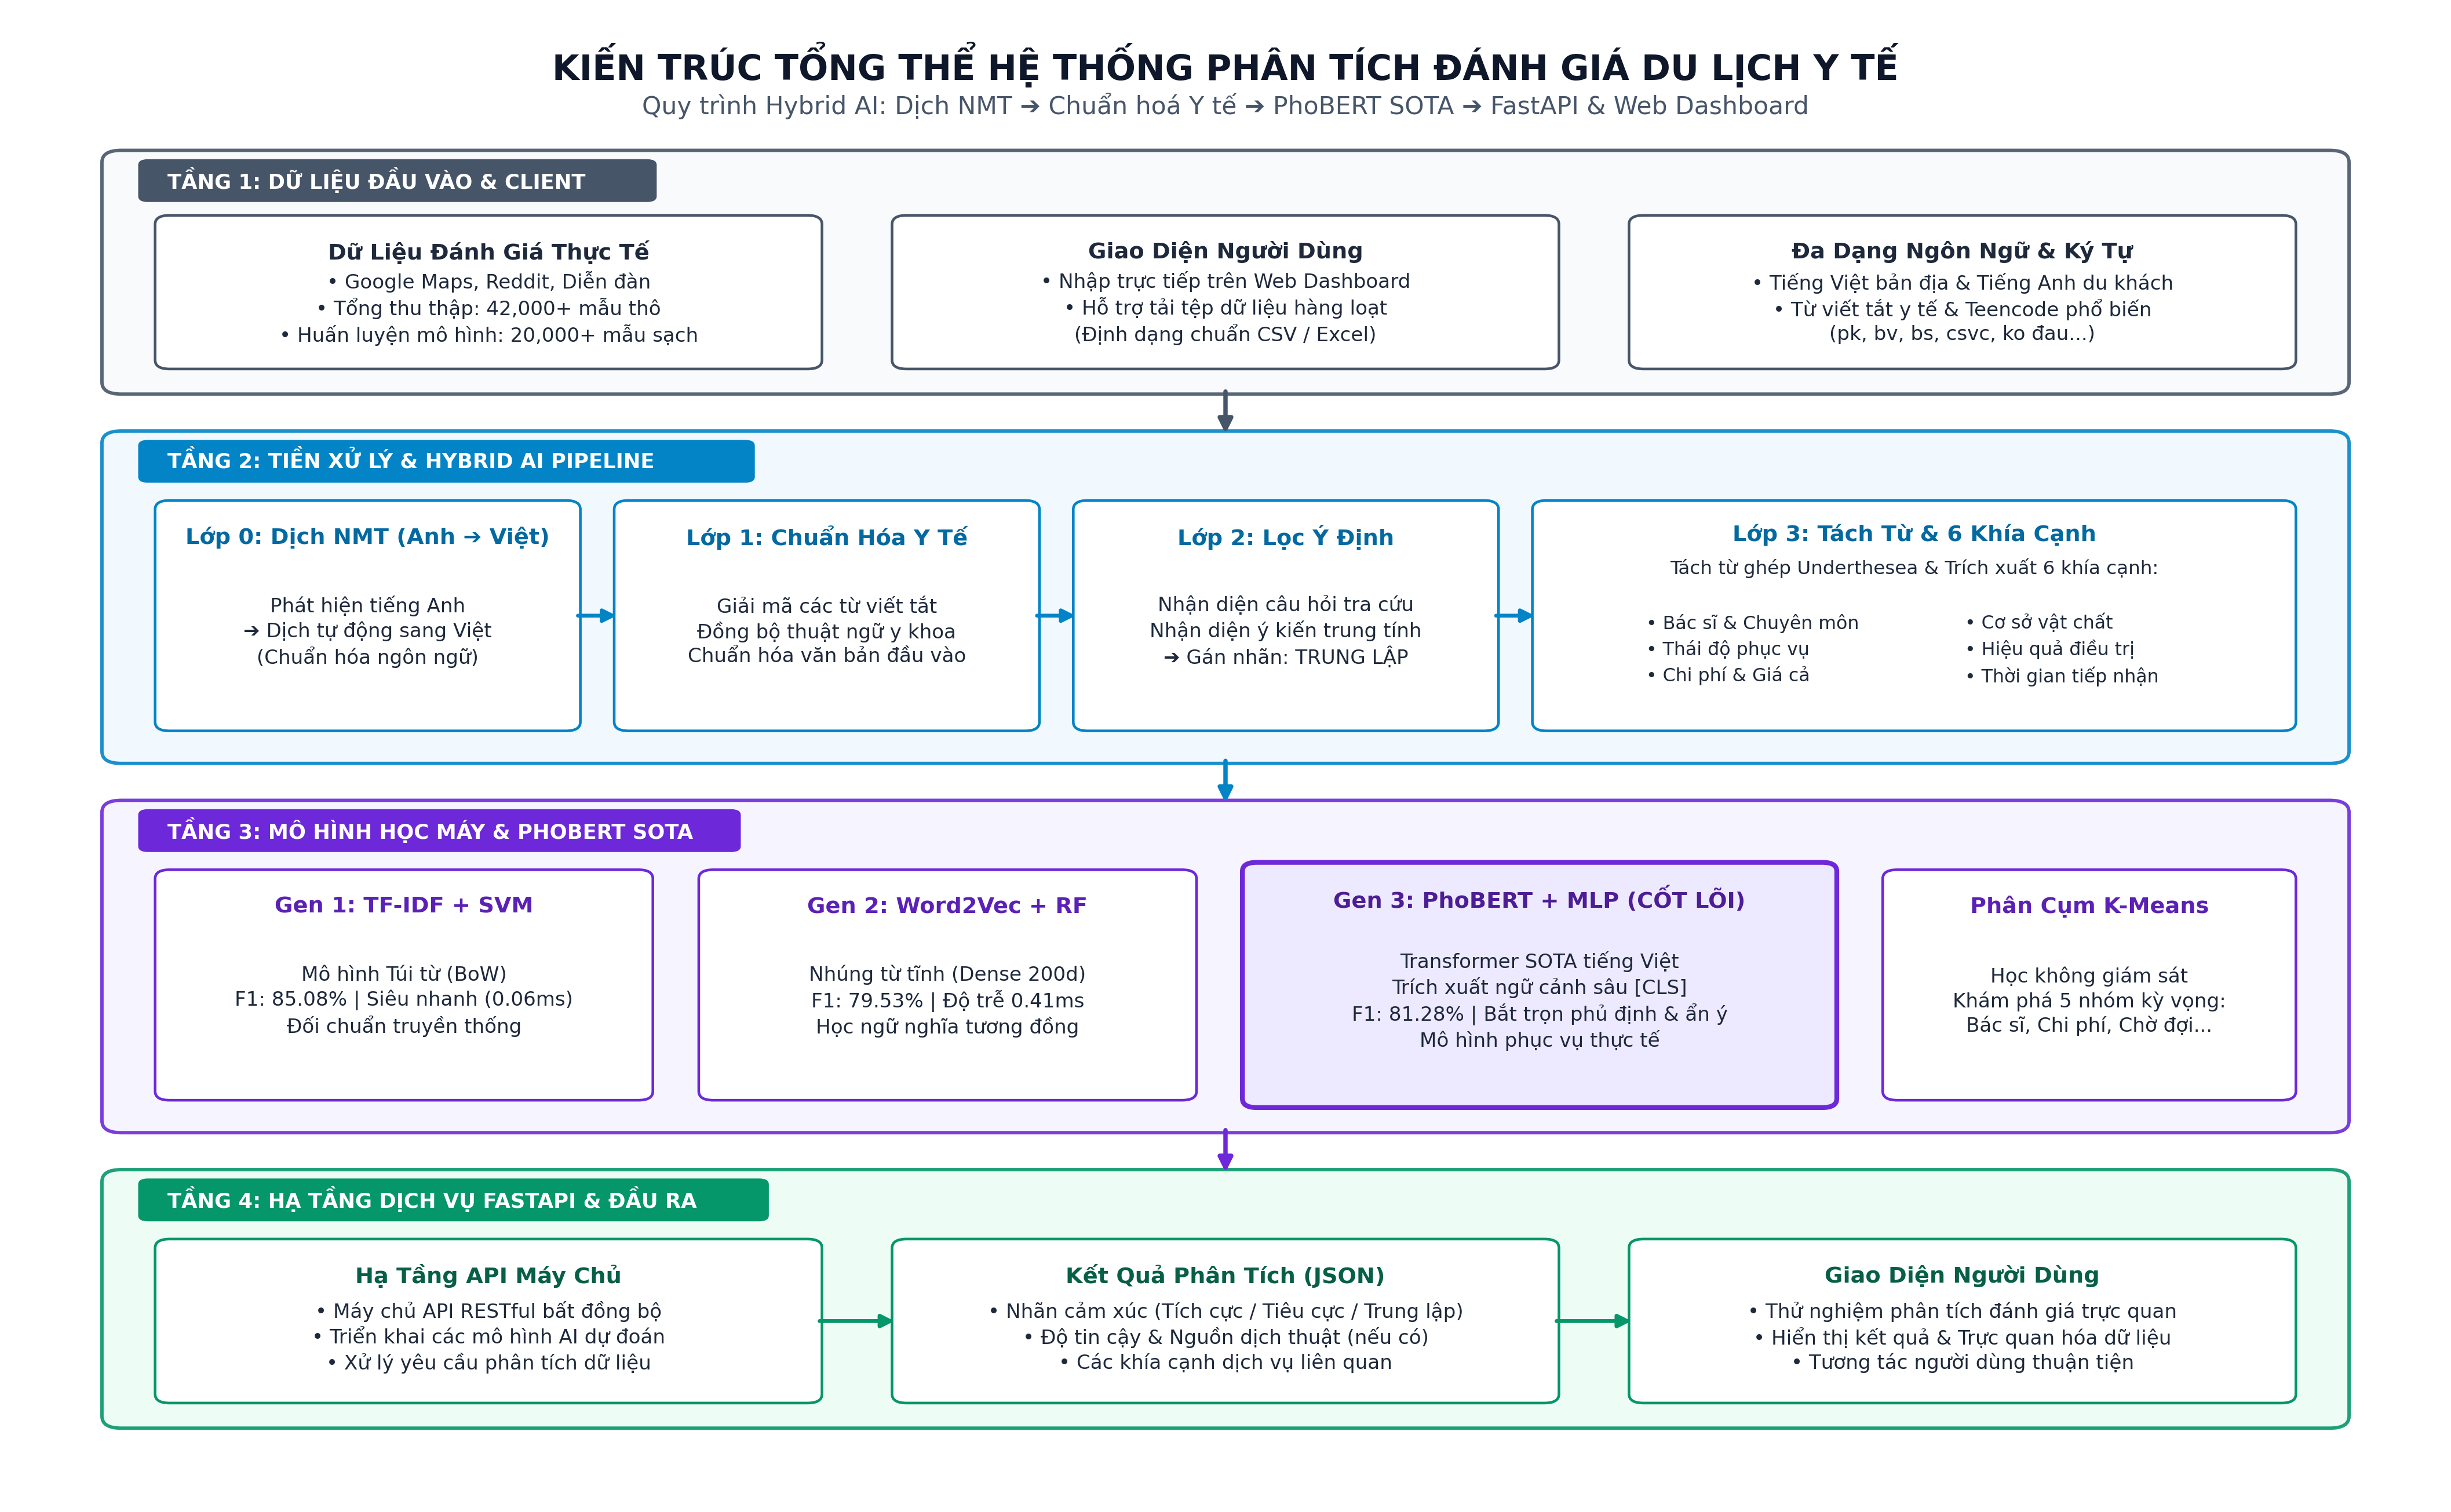 KIẾN TRÚC TỔNG THỂ HỆ THỐNG PHÂN TÍCH ĐÁNH GIÁ DU LỊCH Y TẾ
Quy trình Hybrid AI: Dịch NMT ➔ Chuẩn hoá Y tế ➔ PhoBERT SOTA ➔ FastAPI & Web Dashboard
TẦNG 1: DỮ LIỆU ĐẦU VÀO & CLIENT
Dữ Liệu Đánh Giá Thực Tế
• Google Maps, Reddit, Diễn đàn
• Tổng thu thập: 42,000+ mẫu thô
• Huấn luyện mô hình: 20,000+ mẫu sạch
Giao Diện Người Dùng
• Nhập trực tiếp trên Web Dashboard
• Hỗ trợ tải tệp dữ liệu hàng loạt
(Định dạng chuẩn CSV / Excel)
Đa Dạng Ngôn Ngữ & Ký Tự
• Tiếng Việt bản địa & Tiếng Anh du khách
• Từ viết tắt y tế & Teencode phổ biến
(pk, bv, bs, csvc, ko đau...)
TẦNG 2: TIỀN XỬ LÝ & HYBRID AI PIPELINE
Lớp 0: Dịch NMT (Anh ➔ Việt)
Phát hiện tiếng Anh
➔ Dịch tự động sang Việt
(Chuẩn hóa ngôn ngữ)
Lớp 1: Chuẩn Hóa Y Tế
Giải mã các từ viết tắt
Đồng bộ thuật ngữ y khoa
Chuẩn hóa văn bản đầu vào
Lớp 2: Lọc Ý Định
Nhận diện câu hỏi tra cứu
Nhận diện ý kiến trung tính
➔ Gán nhãn: TRUNG LẬP
Lớp 3: Tách Từ & 6 Khía Cạnh
Tách từ ghép Underthesea & Trích xuất 6 khía cạnh:
• Bác sĩ & Chuyên môn
• Thái độ phục vụ
• Chi phí & Giá cả
• Cơ sở vật chất
• Hiệu quả điều trị
• Thời gian tiếp nhận
TẦNG 3: MÔ HÌNH HỌC MÁY & PHOBERT SOTA
Gen 1: TF-IDF + SVM
Mô hình Túi từ (BoW)
F1: 85.08% | Siêu nhanh (0.06ms)
Đối chuẩn truyền thống
Gen 2: Word2Vec + RF
Nhúng từ tĩnh (Dense 200d)
F1: 79.53% | Độ trễ 0.41ms
Học ngữ nghĩa tương đồng
Gen 3: PhoBERT + MLP (CỐT LÕI)
Transformer SOTA tiếng Việt
Trích xuất ngữ cảnh sâu [CLS]
F1: 81.28% | Bắt trọn phủ định & ẩn ý
Mô hình phục vụ thực tế
Phân Cụm K-Means
Học không giám sát
Khám phá 5 nhóm kỳ vọng:
Bác sĩ, Chi phí, Chờ đợi...
TẦNG 4: HẠ TẦNG DỊCH VỤ FASTAPI & ĐẦU RA
Hạ Tầng API Máy Chủ
• Máy chủ API RESTful bất đồng bộ
• Triển khai các mô hình AI dự đoán
• Xử lý yêu cầu phân tích dữ liệu
Kết Quả Phân Tích (JSON)
• Nhãn cảm xúc (Tích cực / Tiêu cực / Trung lập)
• Độ tin cậy & Nguồn dịch thuật (nếu có)
• Các khía cạnh dịch vụ liên quan
Giao Diện Người Dùng
• Thử nghiệm phân tích đánh giá trực quan
• Hiển thị kết quả & Trực quan hóa dữ liệu
• Tương tác người dùng thuận tiện